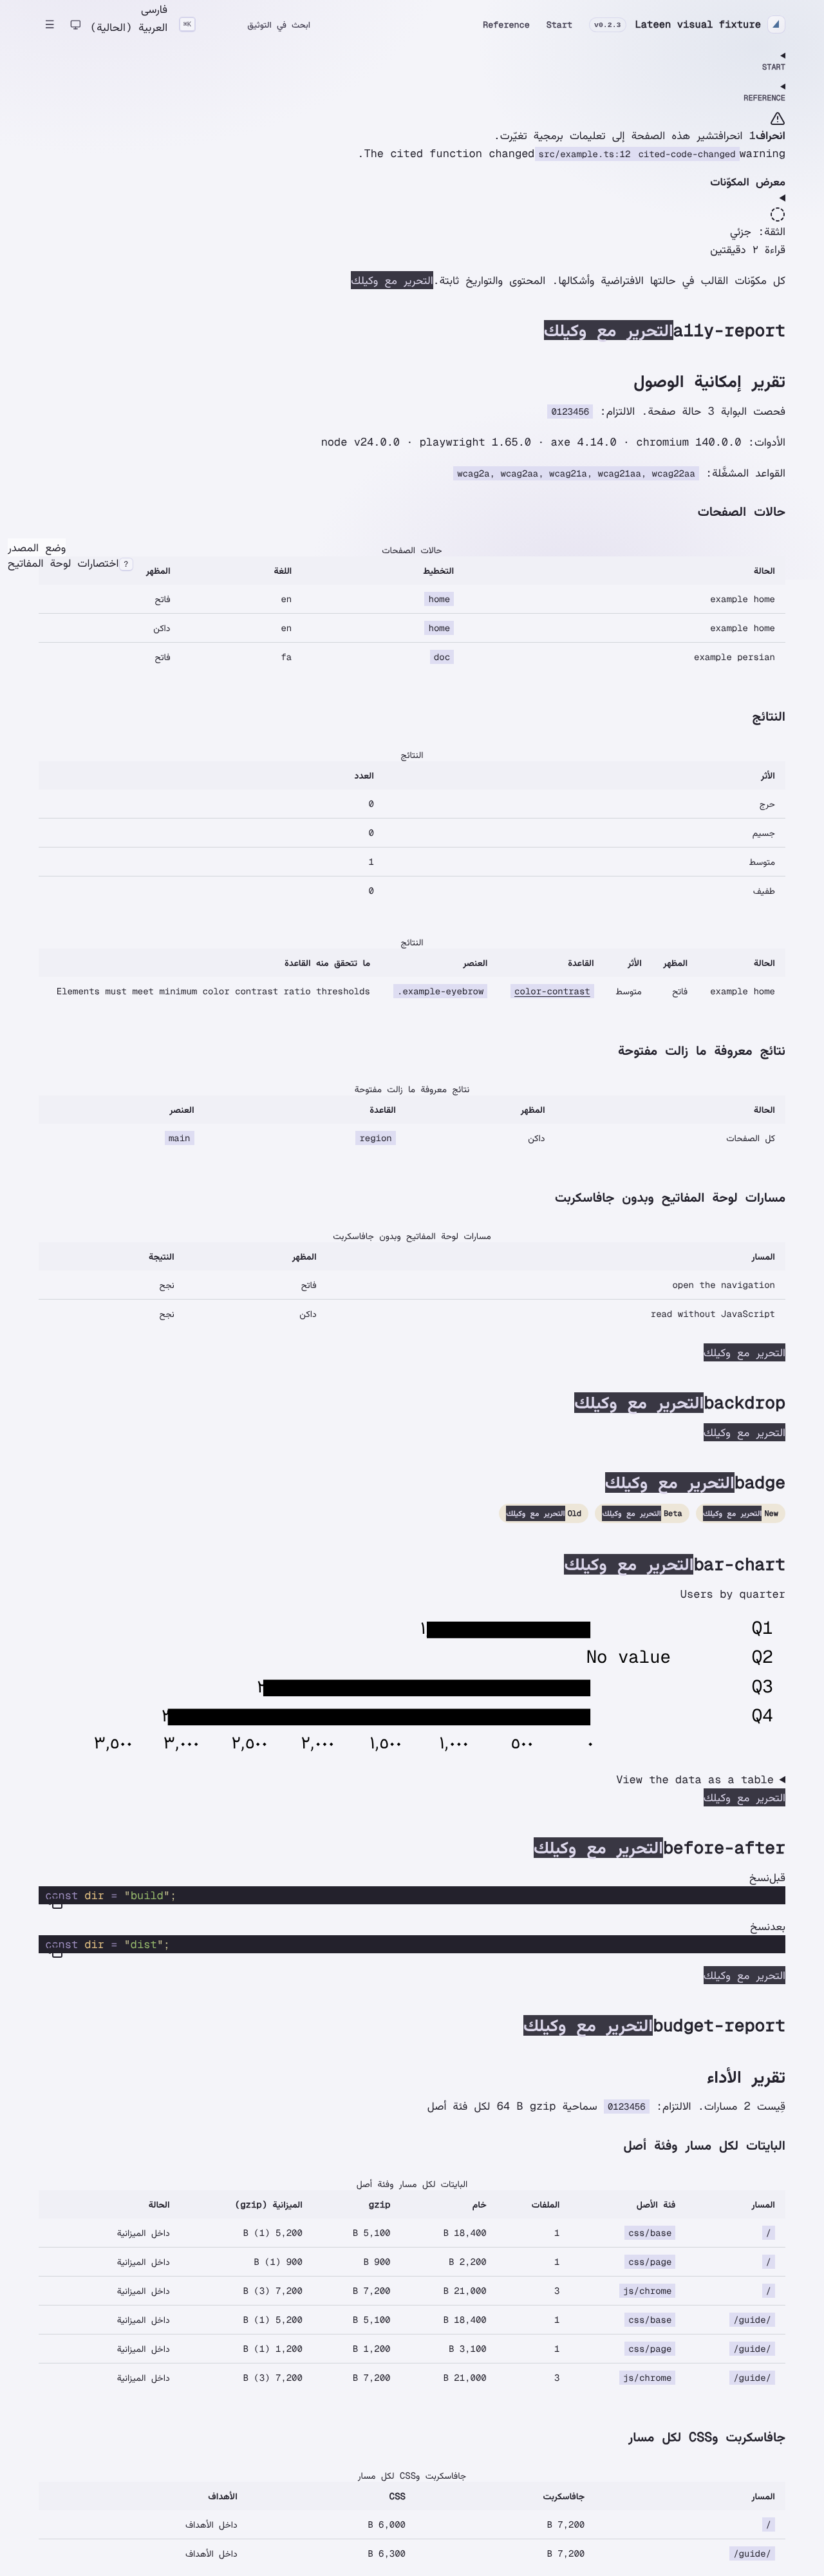 Lateen visual fixture v0.2.3 Start Reference ابحث في التوثيق ⌘K فارسی
العربية (الحالية)
START
REFERENCE
انحراف1 انحرافتشير هذه الصفحة إلى تعليمات برمجية تغيّرت.
warningcited-code-changed src/example.ts:12The cited function changed.
معرض المكوّنات
الثقة: جزئي
قراءة ٢ دقيقتين
كل مكوّنات القالب في حالتها الافتراضية وأشكالها. المحتوى والتواريخ ثابتة.التحرير مع وكيلك
a11y-reportالتحرير مع وكيلك
تقرير إمكانية الوصول
فحصت البوابة 3 حالة صفحة. الالتزام: 0123456
الأدوات: node v24.0.0 · playwright 1.65.0 · axe 4.14.0 · chromium 140.0.0
القواعد المشغَّلة: wcag2a, wcag2aa, wcag21a, wcag21aa, wcag22aa
حالات الصفحات
وضع المصدر
اختصارات لوحة المفاتيح ?
حالات الصفحات
الحالة التخطيط اللغة المظهر
example home home en فاتح
example home home en داكن
example persian doc fa فاتح
النتائج
النتائج
الأثر العدد
حرج 0
جسيم 0
متوسط 1
طفيف 0
النتائج
الحالة المظهر الأثر القاعدة العنصر ما تتحقق منه القاعدة
example home فاتح متوسط color-contrast .example-eyebrow Elements must meet minimum color contrast ratio thresholds
نتائج معروفة ما زالت مفتوحة
نتائج معروفة ما زالت مفتوحة
الحالة المظهر القاعدة العنصر
كل الصفحات داكن region main
مسارات لوحة المفاتيح وبدون جافاسكربت
مسارات لوحة المفاتيح وبدون جافاسكربت
المسار المظهر النتيجة
open the navigation فاتح نجح
read without JavaScript داكن نجح
التحرير مع وكيلك
backdropالتحرير مع وكيلك
التحرير مع وكيلك
badgeالتحرير مع وكيلك
New التحرير مع وكيلك Beta التحرير مع وكيلك Old التحرير مع وكيلك
bar-chartالتحرير مع وكيلك
Users by quarter
Q1
Q2 No value
Q3
Q4
٠ ٥٠٠ ١,٠٠٠ ١,٥٠٠ ٢,٠٠٠ ٢,٥٠٠ ٣,٠٠٠ ٣,٥٠٠
View the data as a table
التحرير مع وكيلك
before-afterالتحرير مع وكيلك
قبلنسخ
const dir = "build";
بعدنسخ
const dir = "dist";
التحرير مع وكيلك
budget-reportالتحرير مع وكيلك
تقرير الأداء
قيست 2 مسارات. الالتزام: 0123456 سماحية 64 B gzip لكل فئة أصل
البايتات لكل مسار وفئة أصل
البايتات لكل مسار وفئة أصل
المسار فئة الأصل الملفات خام gzip الميزانية (gzip) الحالة
/ css/base 1 18,400 B 5,100 B 5,200 B (1) داخل الميزانية
/ css/page 1 2,200 B 900 B 900 B (1) داخل الميزانية
/ js/chrome 3 21,000 B 7,200 B 7,200 B (3) داخل الميزانية
/guide/ css/base 1 18,400 B 5,100 B 5,200 B (1) داخل الميزانية
/guide/ css/page 1 3,100 B 1,200 B 1,200 B (1) داخل الميزانية
/guide/ js/chrome 3 21,000 B 7,200 B 7,200 B (3) داخل الميزانية
جافاسكربت وCSS لكل مسار
جافاسكربت وCSS لكل مسار
المسار جافاسكربت CSS الأهداف
/ 7,200 B 6,000 B داخل الأهداف
/guide/ 7,200 B 6,300 B داخل الأهداف